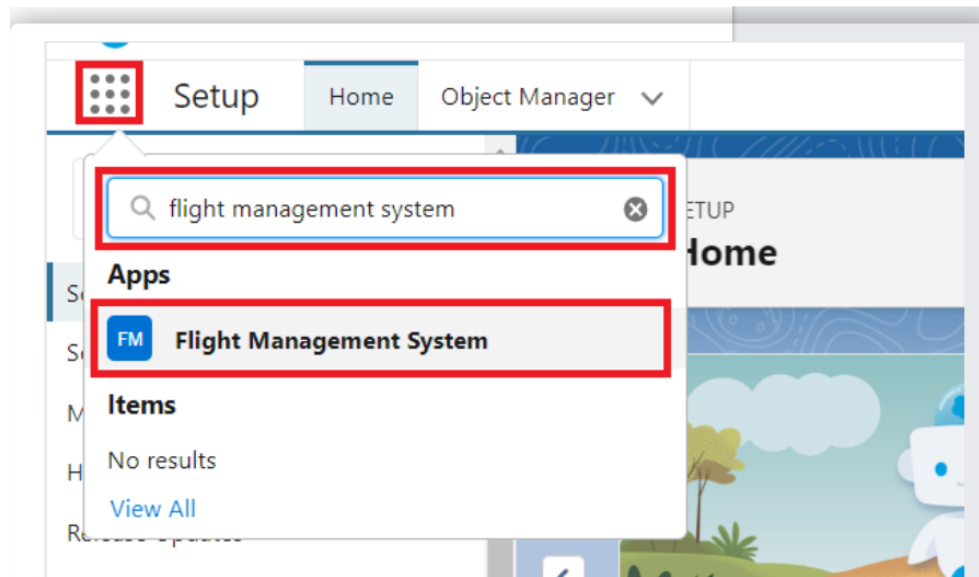 Setup Home Object Manager
flight management system
ETUP
Home
Apps
FM Flight Management System
Items
No results
View All